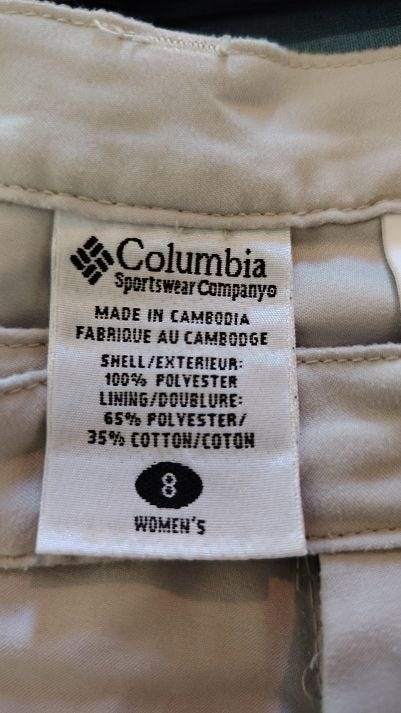 Columbia
Sportswear Company®
MADE IN CAMBODIA
FABRIQUE AU CAMBODGE
SHELL/EXTERIEUR:
100% POLYESTER
LINING/DOUBLURE:
65% POLYESTER/
35% COTTON/COTON
8
WOMEN'S